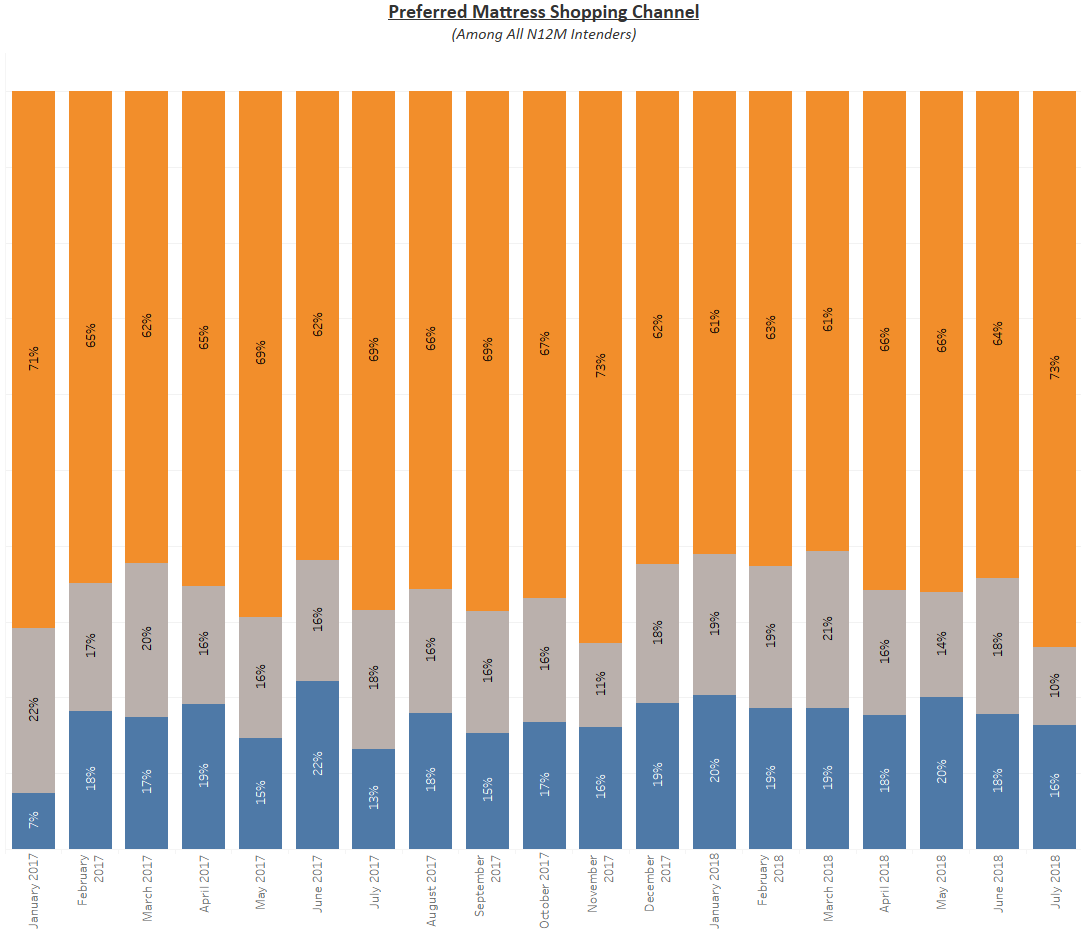 Preferred Mattress Shopping Channel
(Among All N12M Intenders)
71%
65%
62%
65%
69%
62%
69%
66%
69%
67%
73%
62%
61%
63%
61%
66%
66%
64%
73%
22%
17%
20%
16%
16%
16%
18%
16%
16%
16%
11%
18%
19%
19%
21%
16%
14%
18%
10%
7%
18%
17%
19%
15%
22%
13%
18%
15%
17%
16%
19%
20%
19%
19%
18%
20%
18%
16%
January 2017
February
2017
March 2017
April 2017
May 2017
June 2017
July 2017
August 2017
September
2017
October 2017
November
2017
December
2017
January 2018
February
2018
March 2018
April 2018
May 2018
June 2018
July 2018